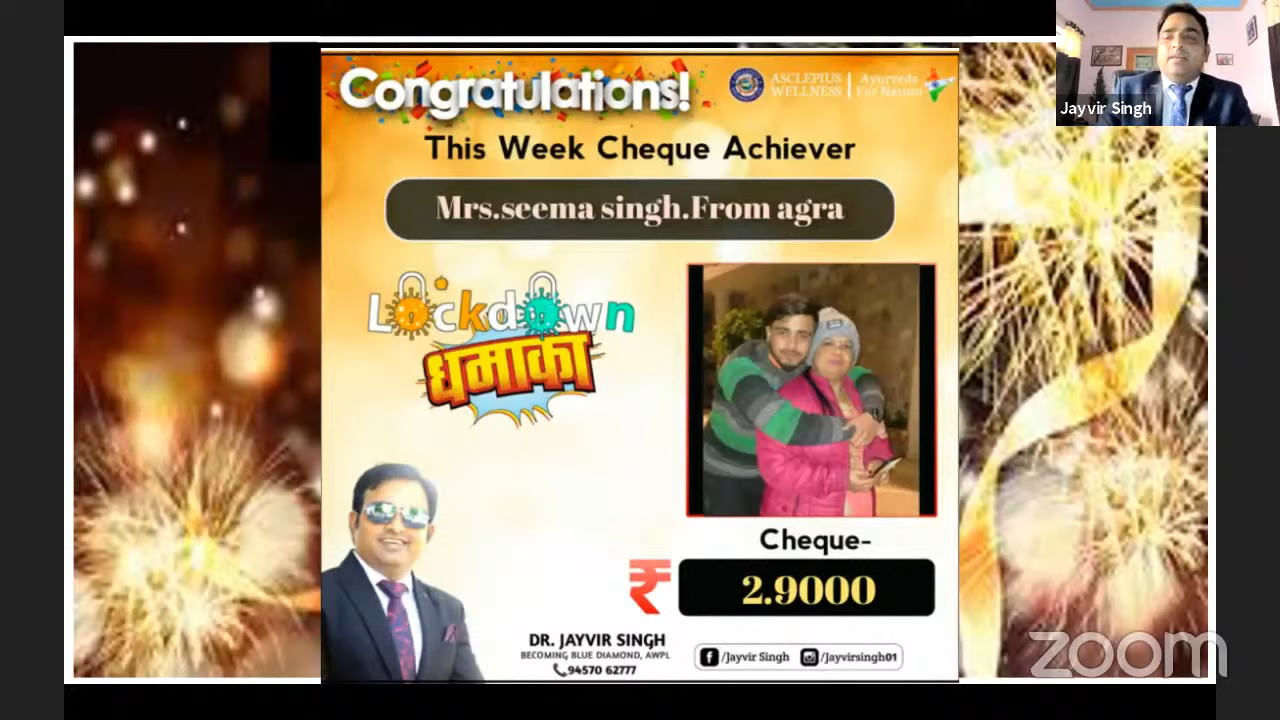 Congratulations!
ASCLEPIUS WELLNESS | Ayurveda For Nation
This Week Cheque Achiever
Mrs.seema singh.From agra
Lockdown
धमाका
Cheque-
₹ 2.9000
DR. JAYVIR SINGH
BECOMING BLUE DIAMOND, AWPL
94570 62777
/Jayvir Singh
/Jayvirsingh01
Jayvir Singh
zoom